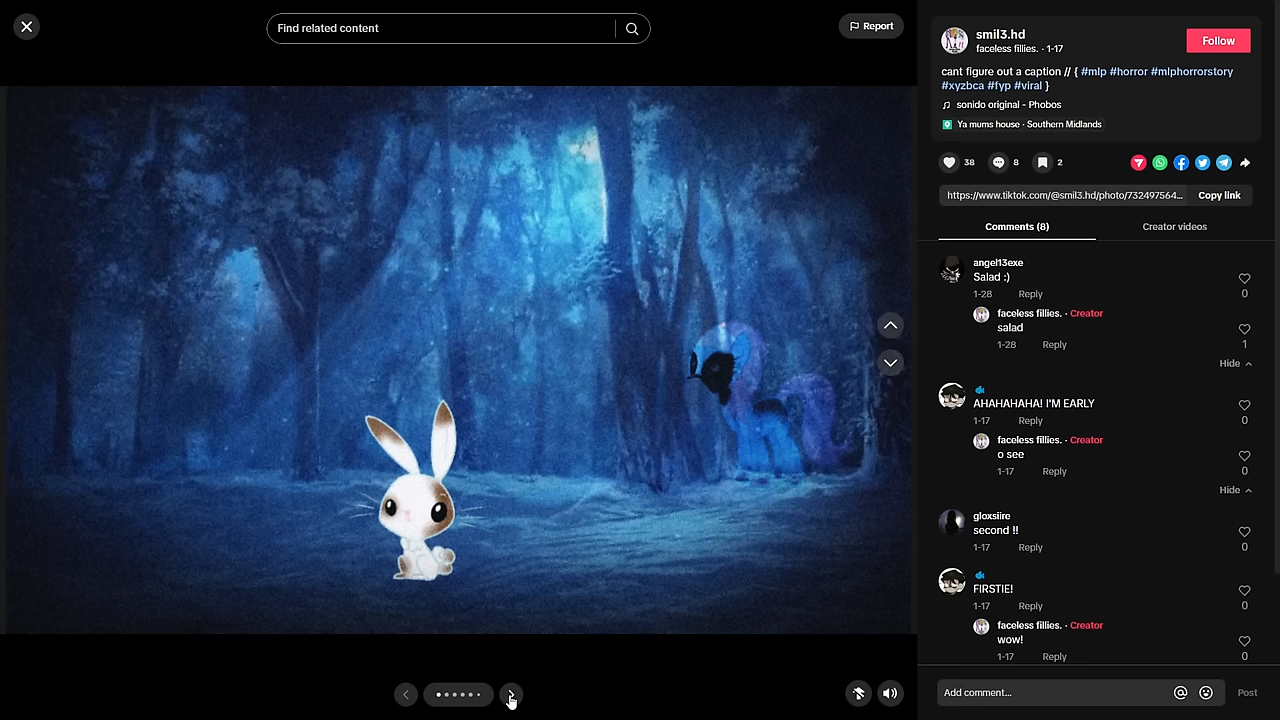 Find related content
Report
smil3.hd
faceless fillies. · 1-17
Follow
cant figure out a caption // { #mlp #horror #mlphorrorstory
#xyzbca #fyp #viral }
sonido original - Phobos
Ya mums house · Southern Midlands
38
8
2
https://www.tiktok.com/@smil3.hd/photo/732497564...
Copy link
Comments (8)
Creator videos
angel13exe
Salad :)
1-28
Reply
0
faceless fillies. · Creator
salad
1-28
Reply
1
Hide
AHAHAHAHA! I'M EARLY
1-17
Reply
0
faceless fillies. · Creator
o see
1-17
Reply
0
Hide
gloxsiire
second !!
1-17
Reply
0
FIRSTIE!
1-17
Reply
0
faceless fillies. · Creator
wow!
1-17
Reply
0
Add comment...
Post